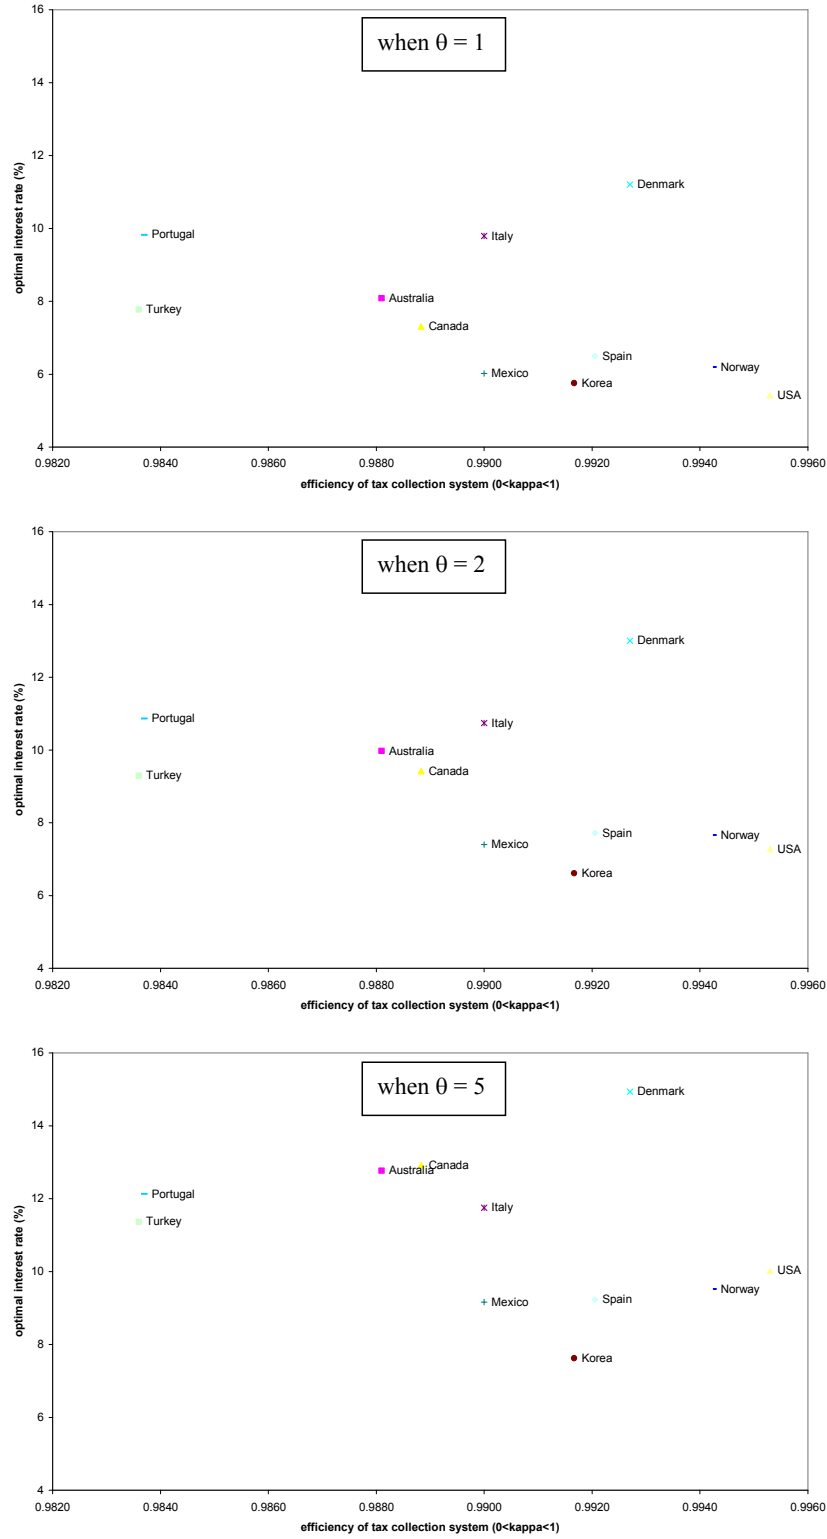 16
when θ = 1
14
12
Denmark
10
Portugal
Italy
8
Australia
Turkey
Canada
Spain
Norway
6
Mexico
Korea
USA
4
0.9820 0.9840 0.9860 0.9880 0.9900 0.9920 0.9940 0.9960
optimal interest rate (%)
efficiency of tax collection system (0<kappa<1)
16
when θ = 2
14
Denmark
12
Portugal
Italy
10
Australia
Turkey
Canada
8
Spain
Norway
Mexico
USA
Korea
6
4
0.9820 0.9840 0.9860 0.9880 0.9900 0.9920 0.9940 0.9960
optimal interest rate (%)
efficiency of tax collection system (0<kappa<1)
16
when θ = 5
Denmark
14
Canada
Australia
12
Portugal
Italy
Turkey
10
USA
Norway
Mexico
Spain
8
Korea
6
4
0.9820 0.9840 0.9860 0.9880 0.9900 0.9920 0.9940 0.9960
optimal interest rate (%)
efficiency of tax collection system (0<kappa<1)